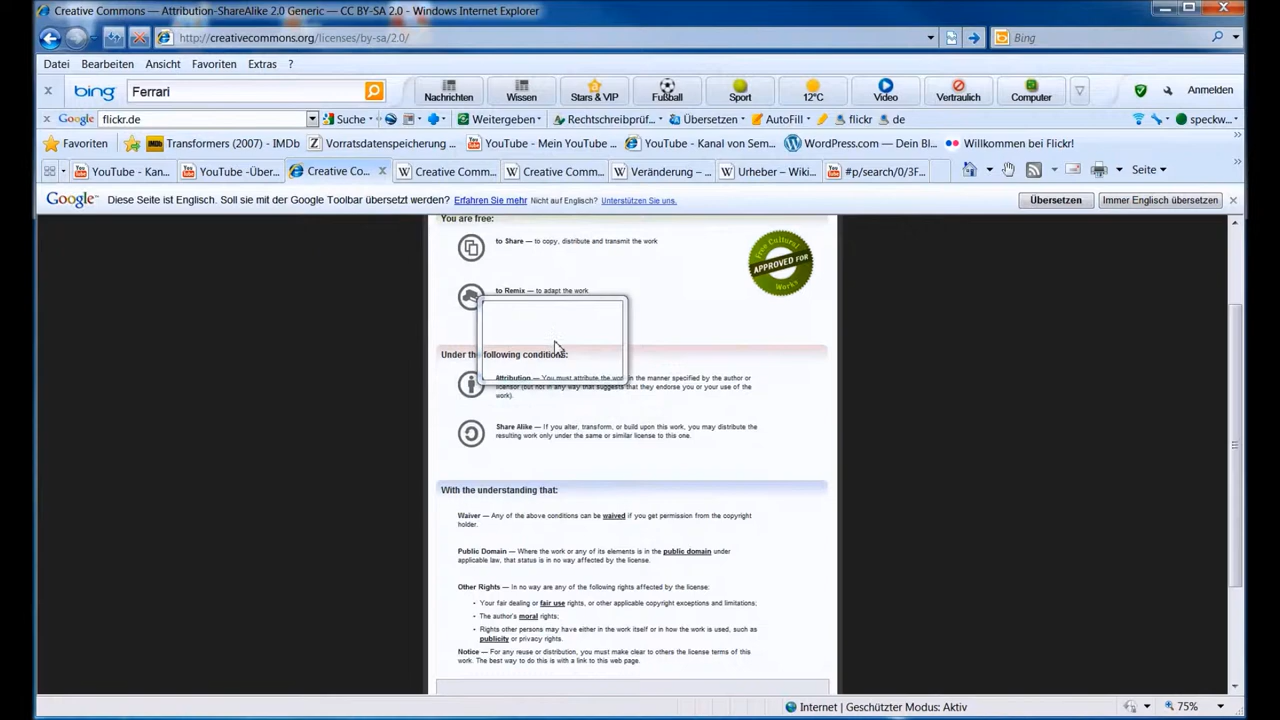 Creative Commons — Attribution-ShareAlike 2.0 Generic — CC BY-SA 2.0 - Windows Internet Explorer
http://creativecommons.org/licenses/by-sa/2.0/
Bing
Datei Bearbeiten Ansicht Favoriten Extras ?
bing Ferrari Nachrichten Wissen Stars & VIP Fußball Sport 12°C Video Vertraulich Computer Anmelden
Google flickr.de Suche Weitergeben Rechtschreibprüf... Übersetzen AutoFill flickr de speckw...
Favoriten Transformers (2007) - IMDb Vorratsdatenspeicherung ... YouTube - Mein YouTube ... YouTube - Kanal von Sem... WordPress.com — Dein Bl... Willkommen bei Flickr!
YouTube - Kan... YouTube -Über... Creative Co... Creative Comm... Creative Comm... Veränderung – ... Urheber – Wiki... #p/search/0/3F... Seite
Google Diese Seite ist Englisch. Soll sie mit der Google Toolbar übersetzt werden? Erfahren Sie mehr Nicht auf Englisch? Unterstützen Sie uns. Übersetzen Immer Englisch übersetzen
You are free:
to Share — to copy, distribute and transmit the work
to Remix — to adapt the work
Free Cultural
APPROVED FOR
Works
Under the following conditions:
Attribution — You must attribute the work in the manner specified by the author or
licensor (but not in any way that suggests that they endorse you or your use of the
work).
Share Alike — If you alter, transform, or build upon this work, you may distribute the
resulting work only under the same or similar license to this one.
With the understanding that:
Waiver — Any of the above conditions can be waived if you get permission from the copyright
holder.
Public Domain — Where the work or any of its elements is in the public domain under
applicable law, that status is in no way affected by the license.
Other Rights — In no way are any of the following rights affected by the license:
• Your fair dealing or fair use rights, or other applicable copyright exceptions and limitations;
• The author's moral rights;
• Rights other persons may have either in the work itself or in how the work is used, such as
publicity or privacy rights.
Notice — For any reuse or distribution, you must make clear to others the license terms of this
work. The best way to do this is with a link to this web page.
Internet | Geschützter Modus: Aktiv 75%